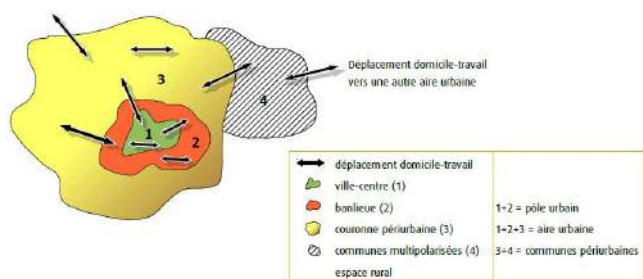 3
Déplacement domicile-travail
vers une autre aire urbaine
4
1
2
déplacement domicile-travail
ville-centre (1)
banlieue (2) 1+2 = pôle urbain
couronne périurbaine (3) 1+2+3 = aire urbaine
communes multipolarisées (4) 3+4 = communes périurbaines
espace rural